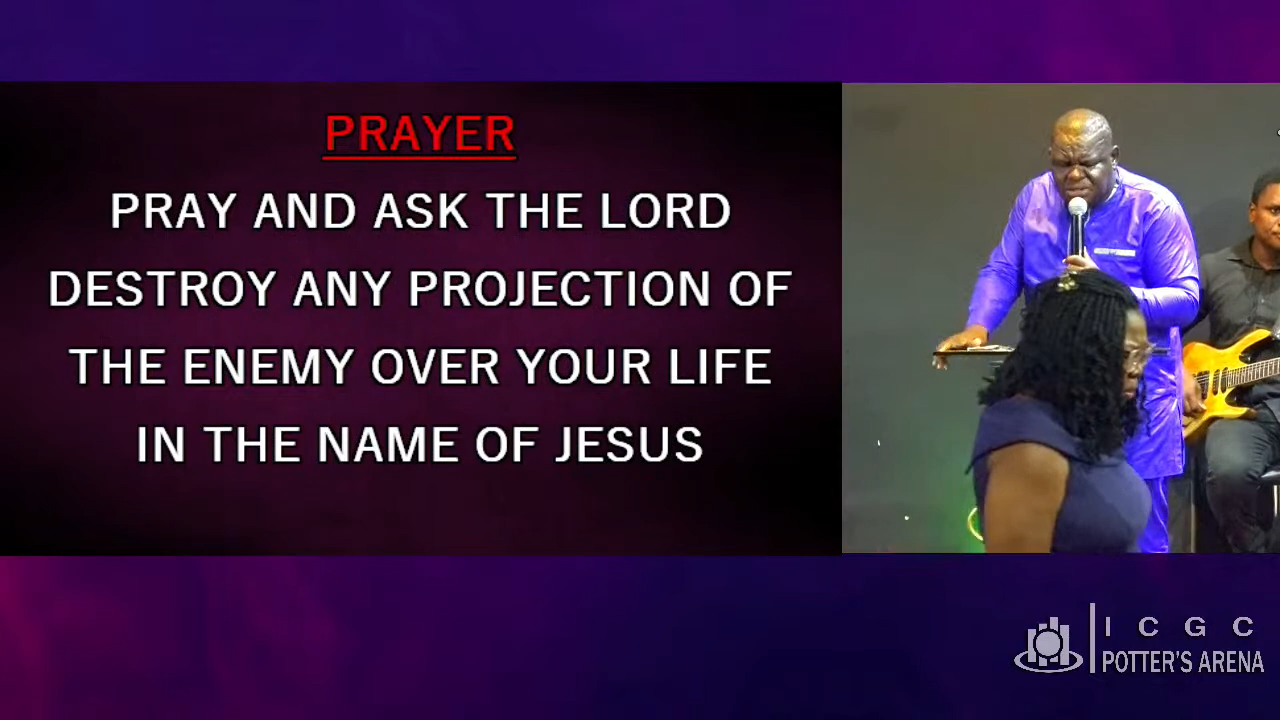 PRAYER
PRAY AND ASK THE LORD
DESTROY ANY PROJECTION OF
THE ENEMY OVER YOUR LIFE
IN THE NAME OF JESUS
I C G C
POTTER'S ARENA